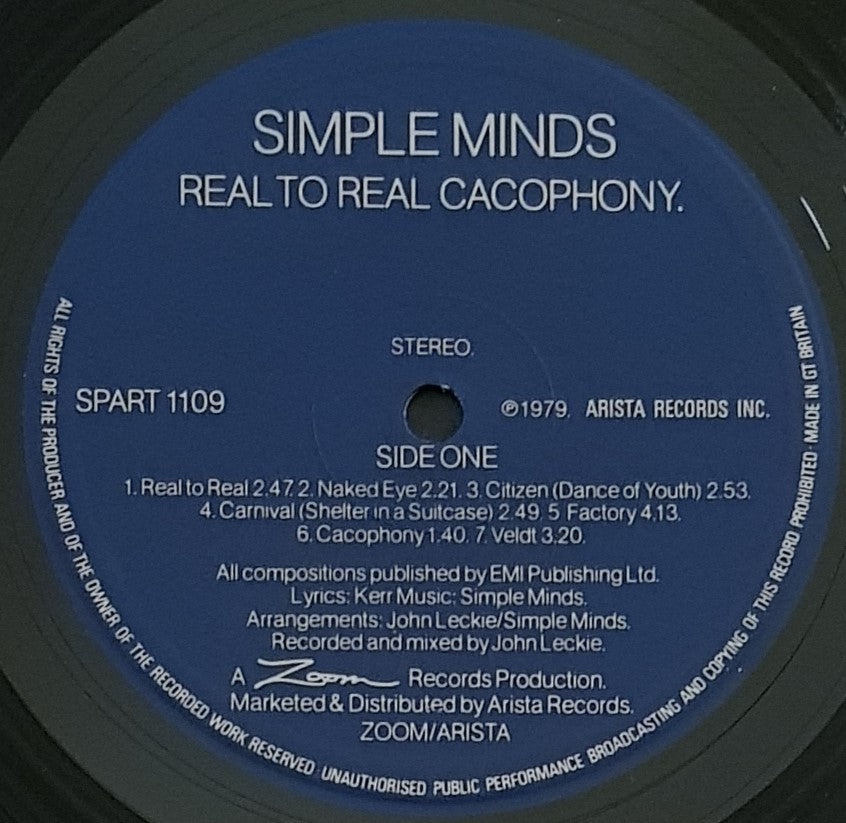 SIMPLE MINDS
REAL TO REAL CACOPHONY.
STEREO.
SPART 1109
℗1979. ARISTA RECORDS INC.
SIDE ONE
1. Real to Real 2.47. 2. Naked Eye 2.21. 3. Citizen (Dance of Youth) 2.53.
4. Carnival (Shelter in a Suitcase) 2.49. 5 Factory 4.13.
6. Cacophony 1.40. 7. Veldt 3.20.
All compositions published by EMI Publishing Ltd.
Lyrics: Kerr Music: Simple Minds.
Arrangements: John Leckie/Simple Minds.
Recorded and mixed by John Leckie.
A Zoom Records Production.
Marketed & Distributed by Arista Records.
ZOOM/ARISTA
ALL RIGHTS OF THE PRODUCER AND OF THE OWNER OF THE RECORDED WORK RESERVED UNAUTHORISED PUBLIC PERFORMANCE BROADCASTING AND COPYING OF THIS RECORD PROHIBITED · MADE IN GT BRITAIN